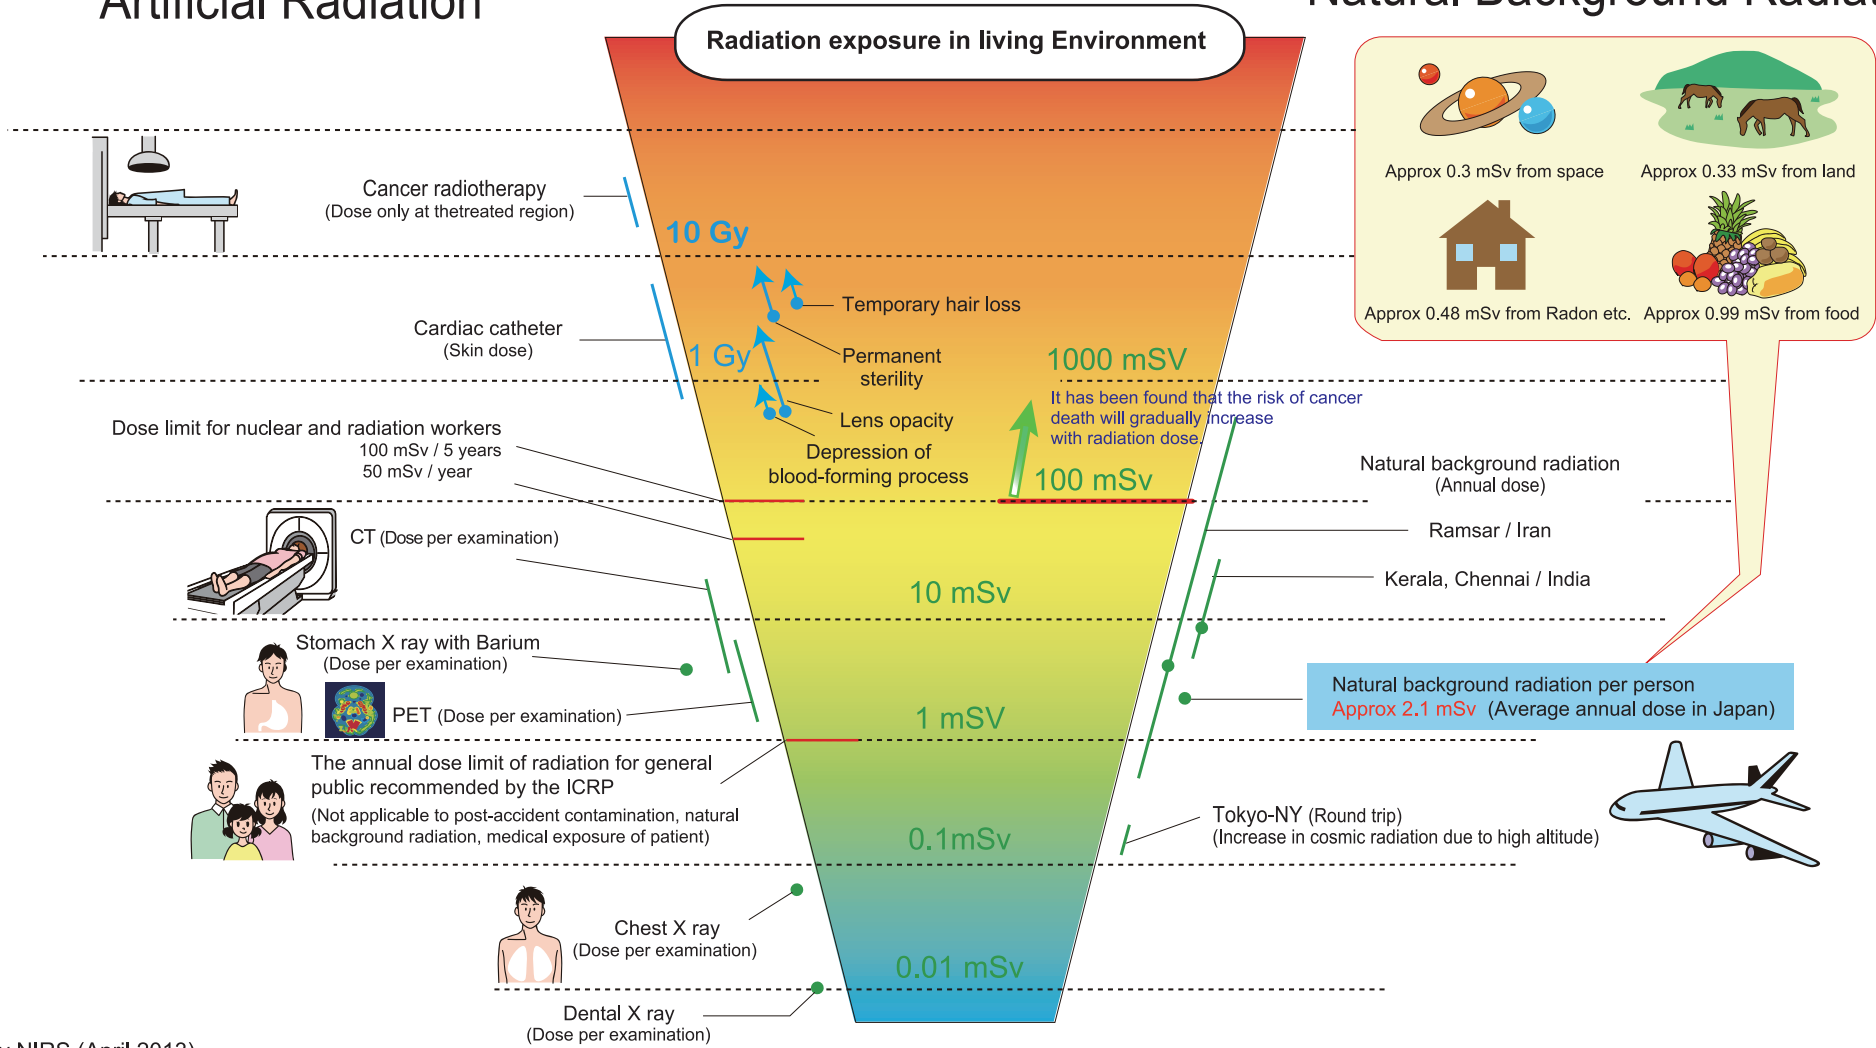 Artificial Radiation
Radiation exposure in living Environment
Natural Background
Approx 0.3 mSv from space
Approx 0.33 mSv from land
Approx 0.48 mSv from Radon etc.
Approx 0.99 mSv from food
Cancer radiotherapy
(Dose only at thetreated region)
10 Gy
Cardiac catheter
(Skin dose)
1 Gy
Temporary hair loss
Permanent
sterility
Lens opacity
Depression of
blood-forming process
1000 mSV
It has been found that the risk of cancer
death will gradually increase
with radiation dose.
100 mSv
Dose limit for nuclear and radiation workers
100 mSv / 5 years
50 mSv / year
Natural background radiation
(Annual dose)
Ramsar / Iran
Kerala, Chennai / India
CT (Dose per examination)
10 mSv
Stomach X ray with Barium
(Dose per examination)
PET (Dose per examination)
1 mSV
Natural background radiation per person
Approx 2.1 mSv (Average annual dose in Japan)
The annual dose limit of radiation for general
public recommended by the ICRP
(Not applicable to post-accident contamination, natural
background radiation, medical exposure of patient)
0.1mSv
Tokyo-NY (Round trip)
(Increase in cosmic radiation due to high altitude)
Chest X ray
(Dose per examination)
0.01 mSv
Dental X ray
(Dose per examination)
NIRS (April 2013)